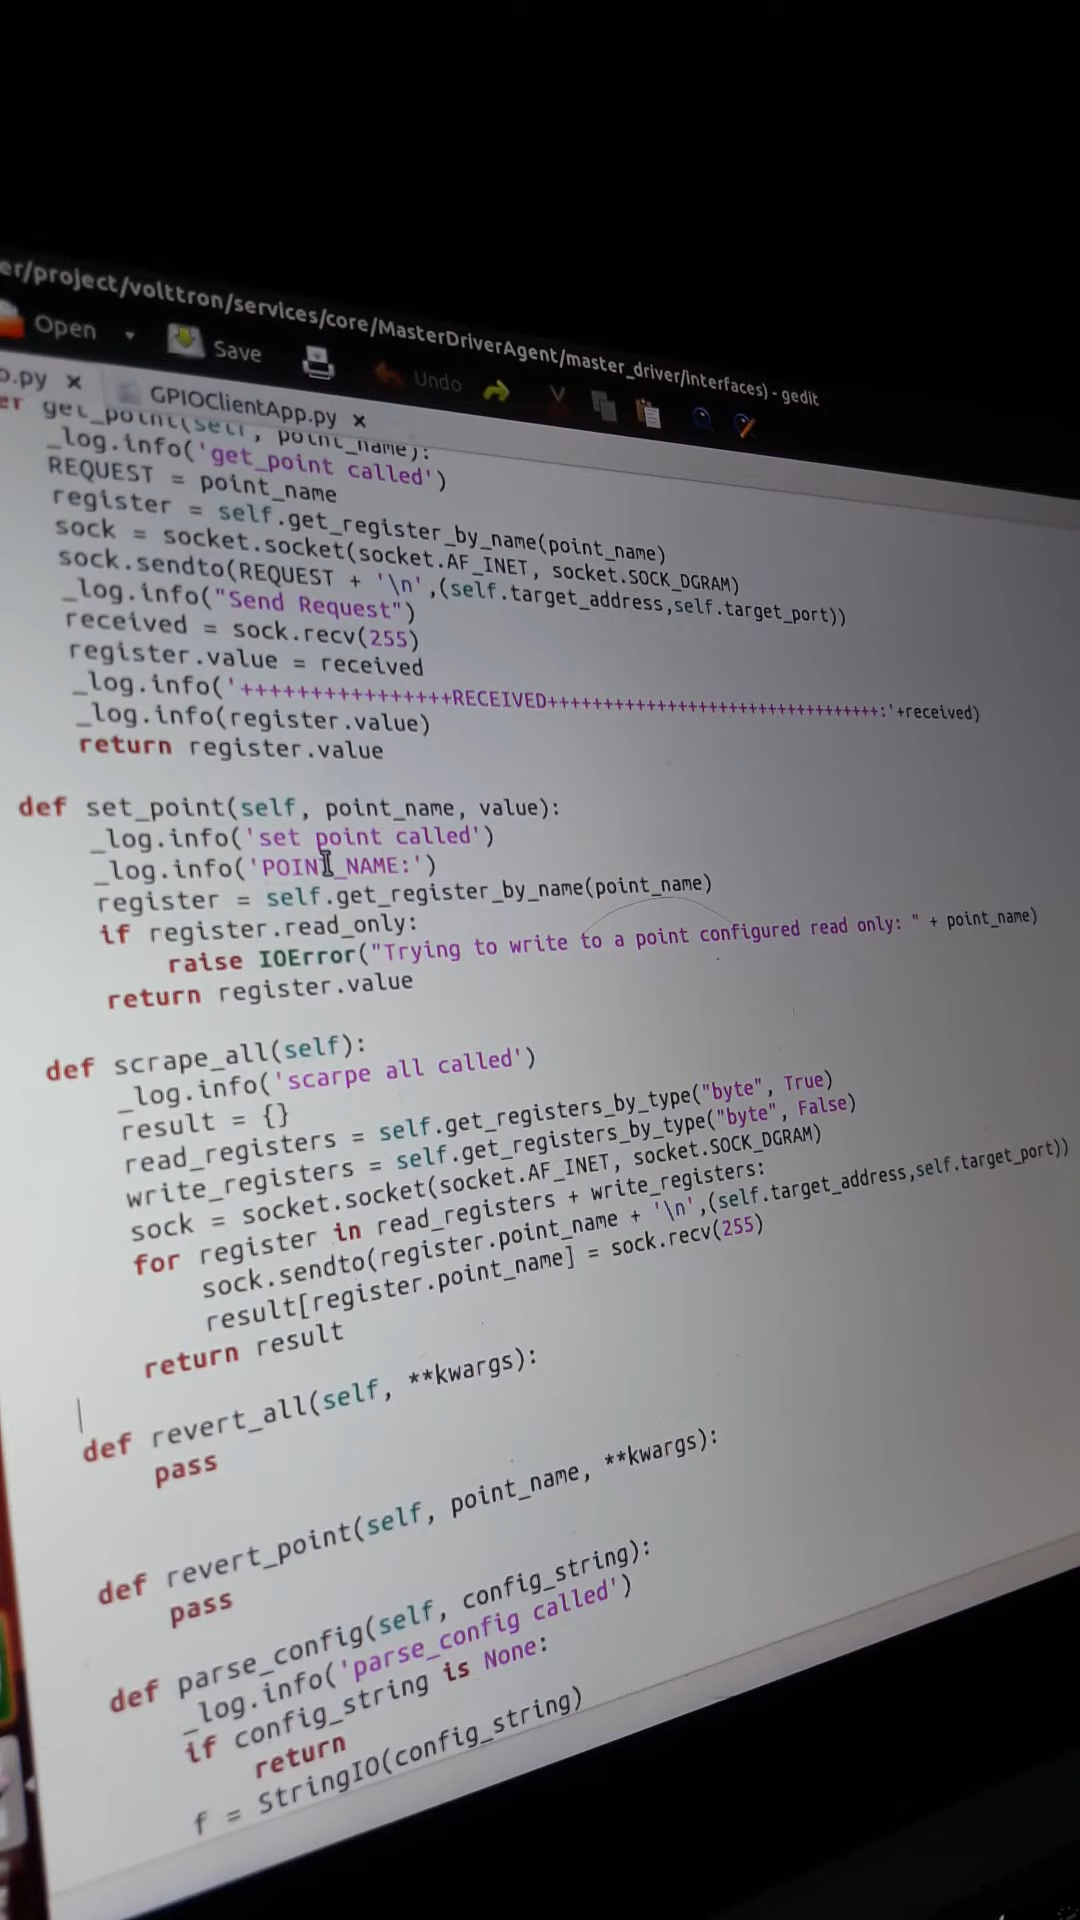 er/project/volttron/services/core/MasterDriverAgent/master_driver/interfaces) - gedit
Open Save Undo
o.py × GPIOClientApp.py ×
get_point(self, point_name):
_log.info('get_point called')
REQUEST = point_name
register = self.get_register_by_name(point_name)
sock = socket.socket(socket.AF_INET, socket.SOCK_DGRAM)
sock.sendto(REQUEST + '\n',(self.target_address,self.target_port))
_log.info("Send Request")
received = sock.recv(255)
register.value = received
_log.info('++++++++++++++++RECEIVED++++++++++++++++++++++++++++++++:'+received)
_log.info(register.value)
return register.value
def set_point(self, point_name, value):
_log.info('set point called')
_log.info('POINT_NAME:')
register = self.get_register_by_name(point_name)
if register.read_only:
raise IOError("Trying to write to a point configured read only: " + point_name)
return register.value
def scrape_all(self):
_log.info('scarpe all called')
result = {}
read_registers = self.get_registers_by_type("byte", True)
write_registers = self.get_registers_by_type("byte", False)
sock = socket.socket(socket.AF_INET, socket.SOCK_DGRAM)
for register in read_registers + write_registers:
sock.sendto(register.point_name + '\n',(self.target_address,self.target_port))
result[register.point_name] = sock.recv(255)
return result
def revert_all(self, **kwargs):
pass
def revert_point(self, point_name, **kwargs):
pass
def parse_config(self, config_string):
_log.info('parse_config called')
if config_string is None:
return
f = StringIO(config_string)